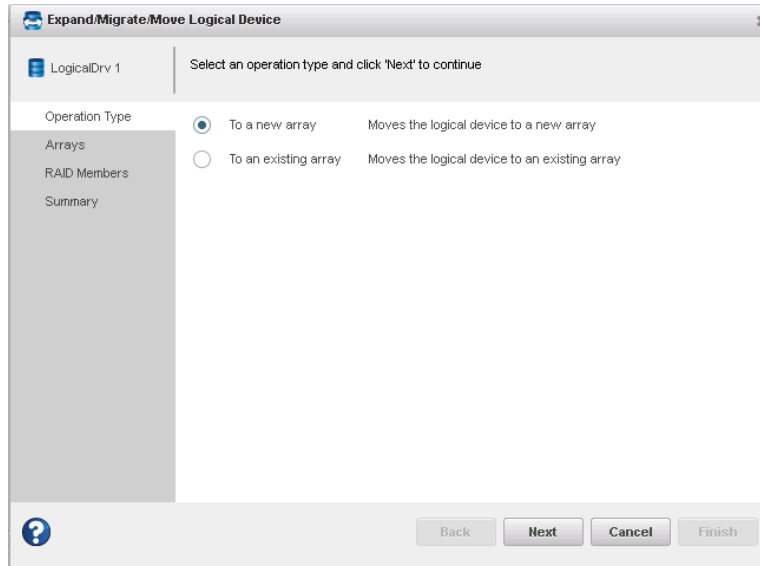 Expand/Migrate/Move Logical Device
LogicalDrv 1
Select an operation type and click 'Next' to continue
Operation Type
Arrays
RAID Members
Summary
To a new array Moves the logical device to a new array
To an existing array Moves the logical device to an existing array
?
Back Next Cancel Finish